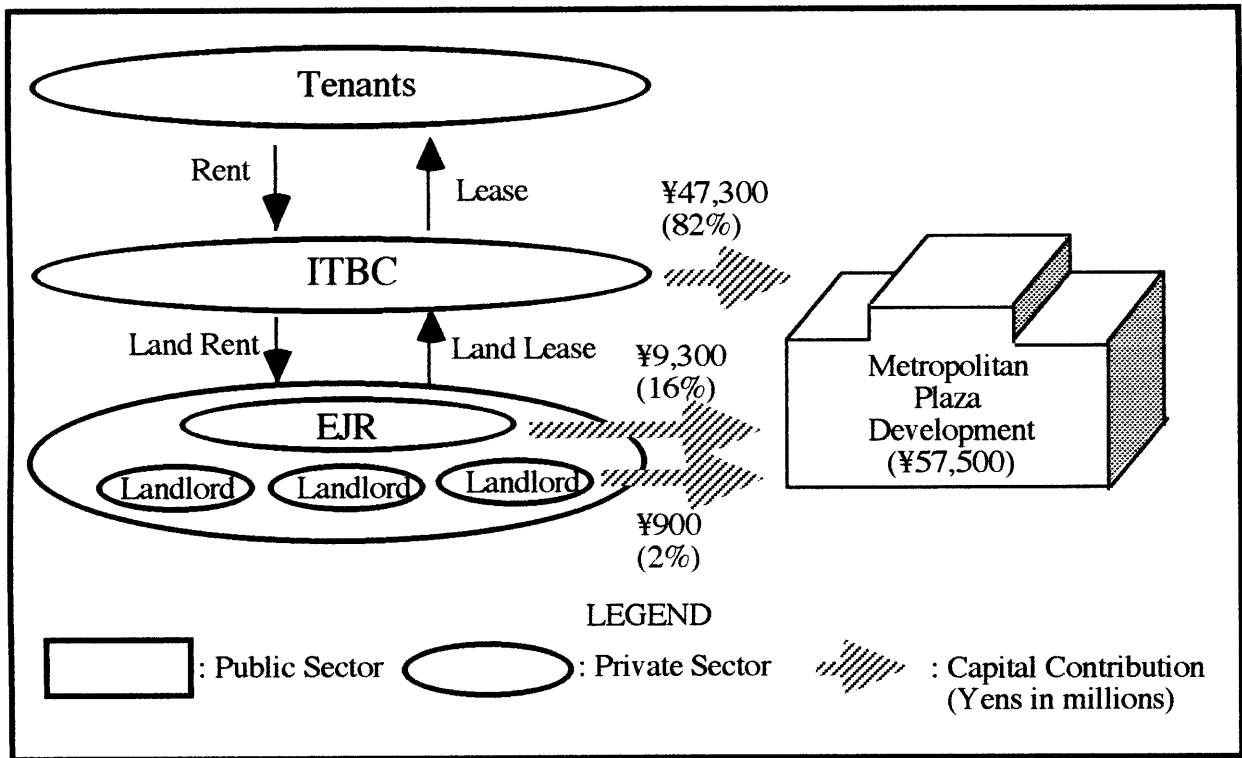 Tenants
Rent
Lease
¥47,300
(82%)
ITBC
Land Rent
Land Lease
¥9,300
(16%)
EJR
Landlord
Landlord
Landlord
¥900
(2%)
Metropolitan
Plaza
Development
(¥57,500)
LEGEND
: Public Sector
: Private Sector
: Capital Contribution
(Yens in millions)